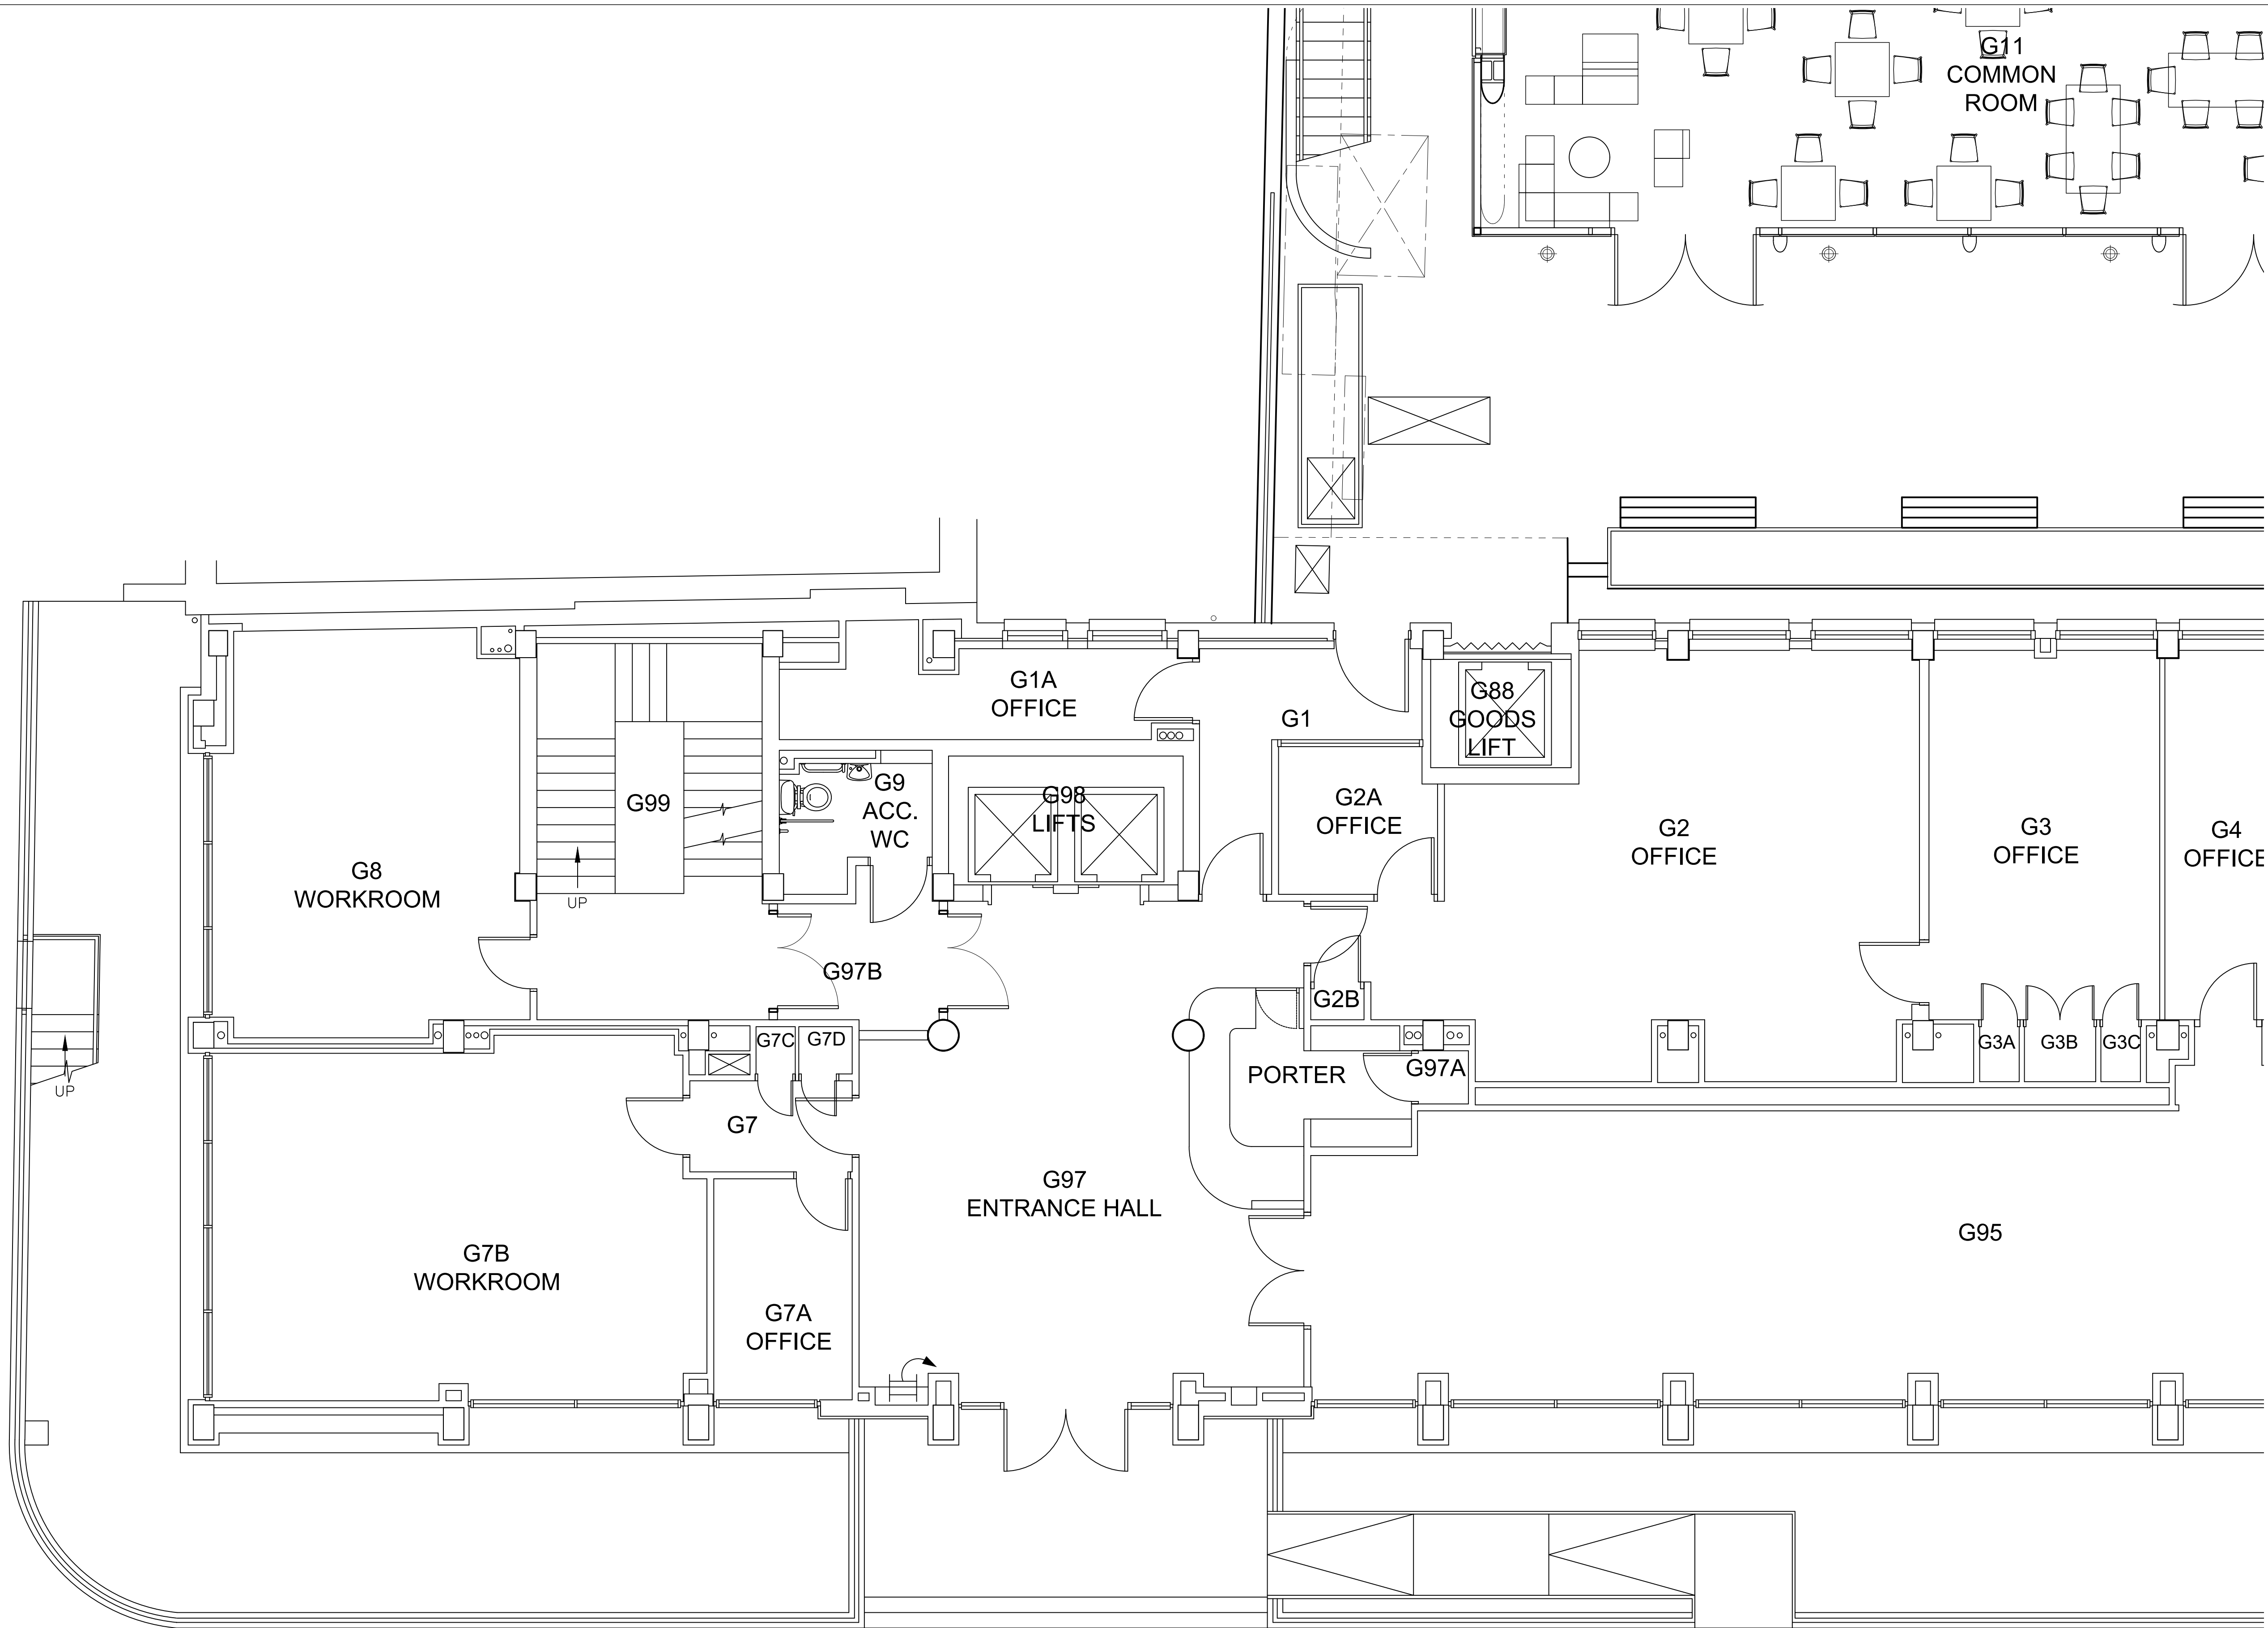 G11
COMMON
ROOM
G1A
OFFICE
G1
G88
GOODS
LIFT
G99
G9
ACC.
WC
G98
LIFTS
G2A
OFFICE
G2
OFFICE
G3
OFFICE
G4
OFFICE
G8
WORKROOM
UP
G97B
G2B
UP
G7C
G7D
PORTER
G97A
G3A
G3B
G3C
G7
G97
ENTRANCE HALL
G95
G7B
WORKROOM
G7A
OFFICE